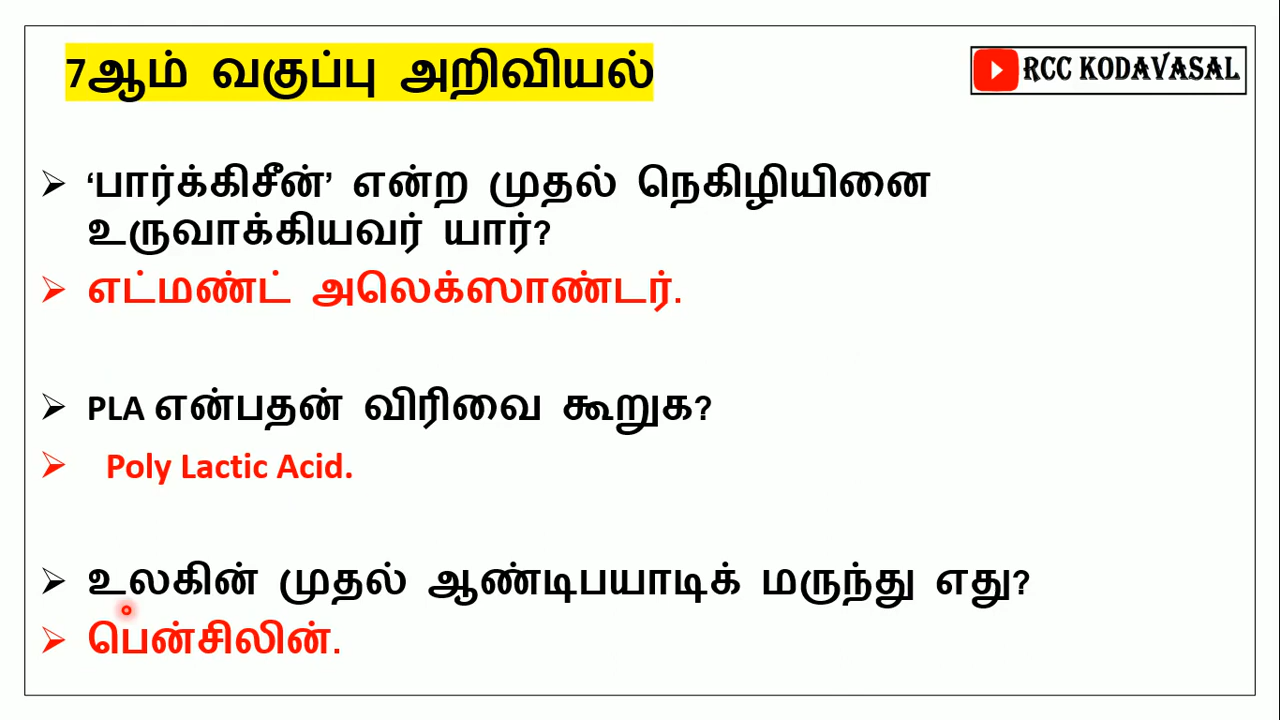 7ஆம் வகுப்பு அறிவியல்
RCC KODAVASAL
‘பார்க்கிசீன்’ என்ற முதல் நெகிழியினை
உருவாக்கியவர் யார்?
எட்மண்ட் அலெக்ஸாண்டர்.
PLA என்பதன் விரிவை கூறுக?
Poly Lactic Acid.
உலகின் முதல் ஆண்டிபயாடிக் மருந்து எது?
பென்சிலின்.